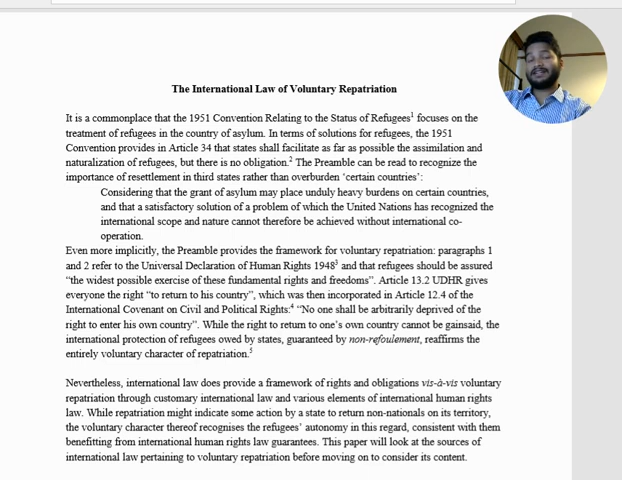 The International Law of Voluntary Repatriation
It is a commonplace that the 1951 Convention Relating to the Status of Refugees¹ focuses on the
treatment of refugees in the country of asylum. In terms of solutions for refugees, the 1951
Convention provides in Article 34 that states shall facilitate as far as possible the assimilation and
naturalization of refugees, but there is no obligation.² The Preamble can be read to recognize the
importance of resettlement in third states rather than overburden ‘certain countries’:
Considering that the grant of asylum may place unduly heavy burdens on certain countries,
and that a satisfactory solution of a problem of which the United Nations has recognized the
international scope and nature cannot therefore be achieved without international co-
operation.
Even more implicitly, the Preamble provides the framework for voluntary repatriation: paragraphs 1
and 2 refer to the Universal Declaration of Human Rights 1948³ and that refugees should be assured
“the widest possible exercise of these fundamental rights and freedoms”. Article 13.2 UDHR gives
everyone the right “to return to his country”, which was then incorporated in Article 12.4 of the
International Covenant on Civil and Political Rights:⁴ “No one shall be arbitrarily deprived of the
right to enter his own country”. While the right to return to one’s own country cannot be gainsaid, the
international protection of refugees owed by states, guaranteed by non-refoulement, reaffirms the
entirely voluntary character of repatriation.⁵
Nevertheless, international law does provide a framework of rights and obligations vis-à-vis voluntary
repatriation through customary international law and various elements of international human rights
law. While repatriation might indicate some action by a state to return non-nationals on its territory,
the voluntary character thereof recognises the refugees’ autonomy in this regard, consistent with them
benefitting from international human rights law guarantees. This paper will look at the sources of
international law pertaining to voluntary repatriation before moving on to consider its content.